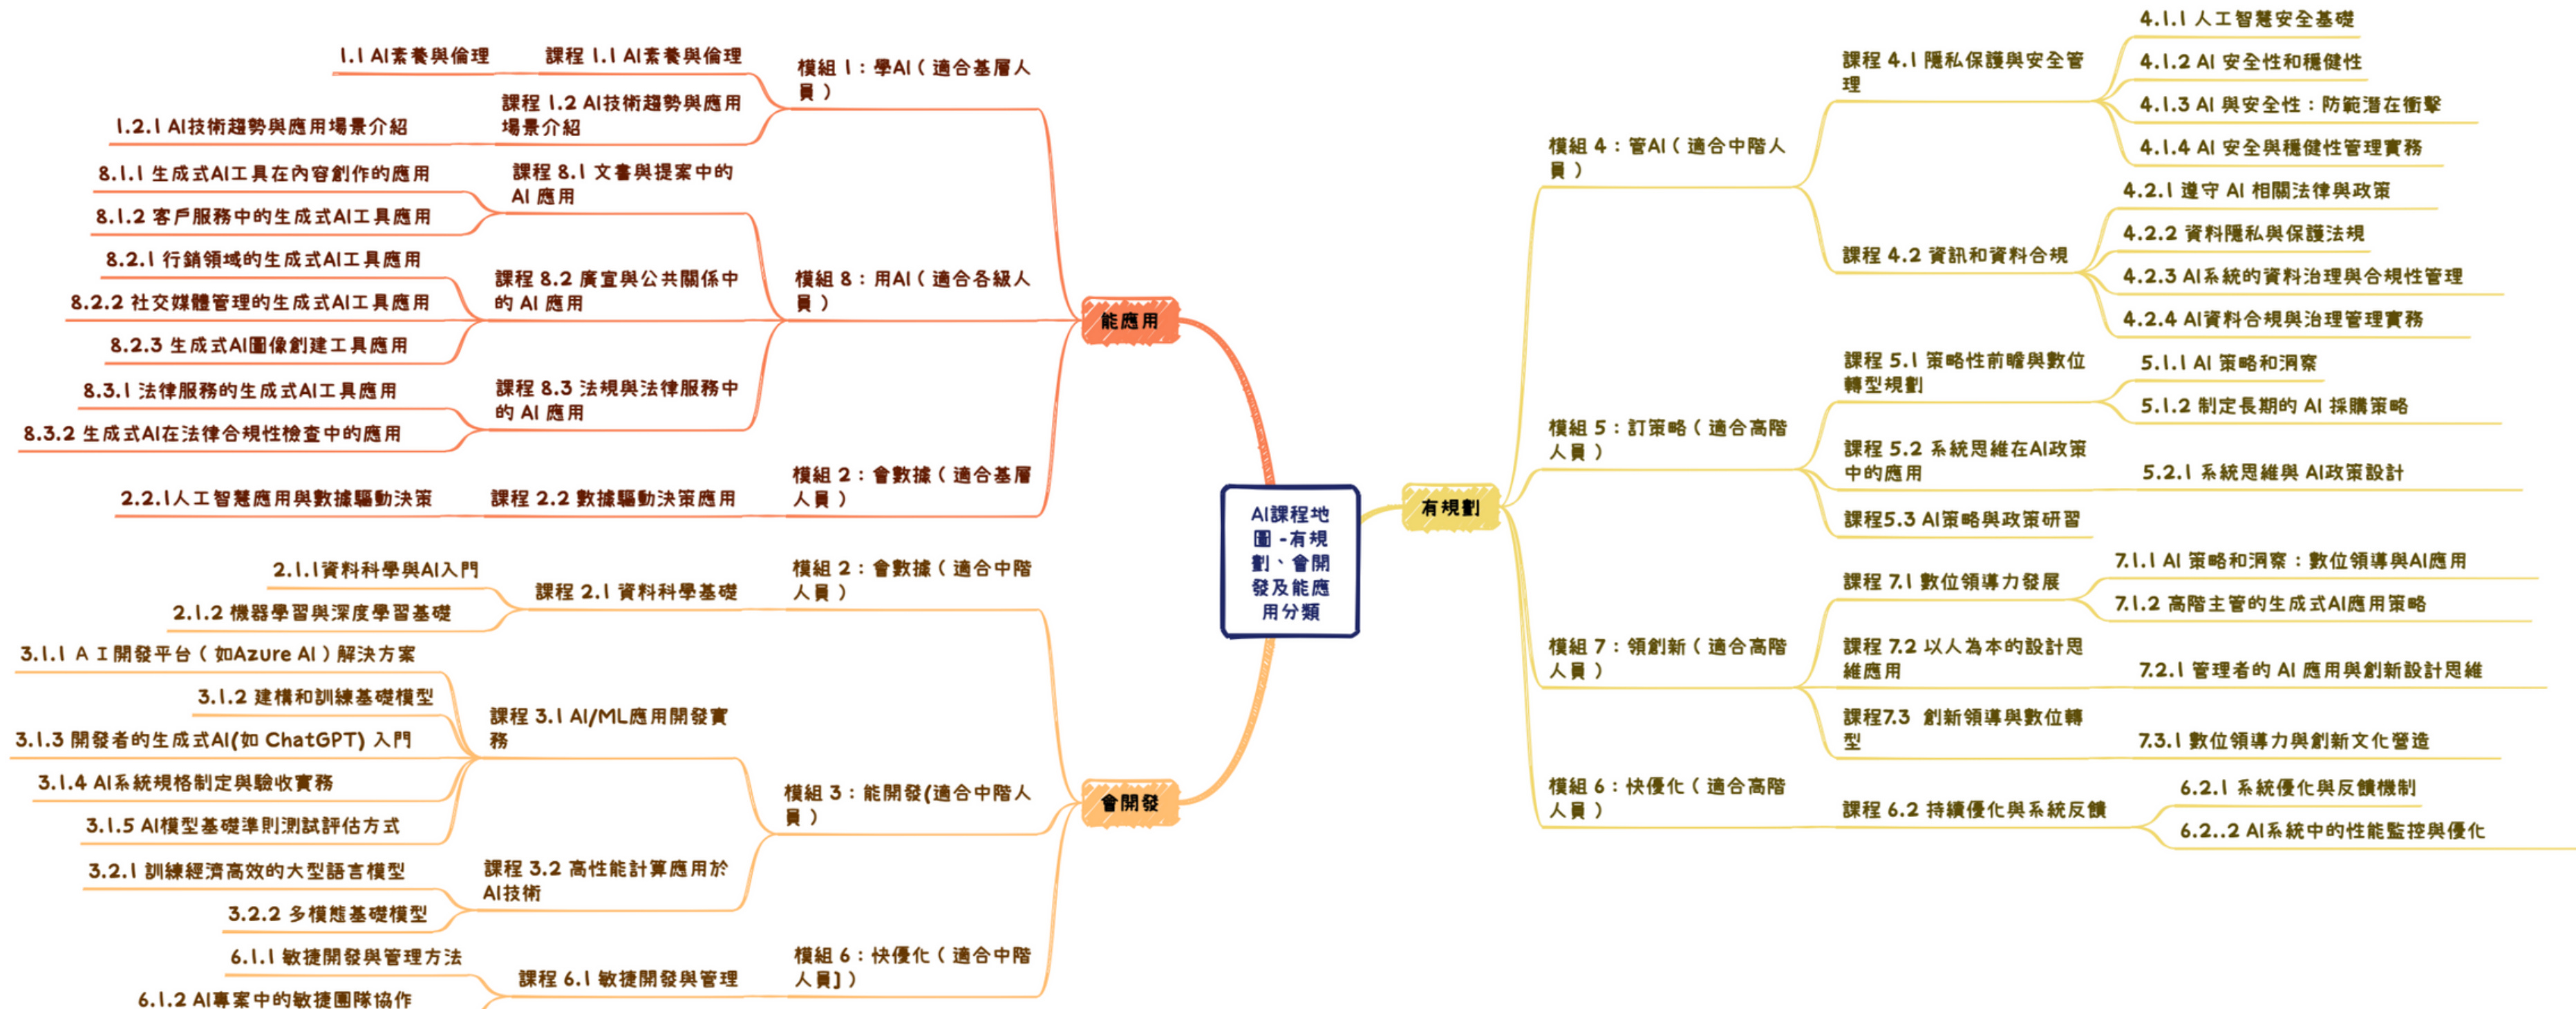 AI課程地
圖 -有規
劃、會開
發及能應
用分類
能應用
模組 1：學AI（適合基層人
員）
課程 1.1 AI素養與倫理
1.1 AI素養與倫理
課程 1.2 AI技術趨勢與應用
場景介紹
1.2.1 AI技術趨勢與應用場景介紹
模組 8：用AI（適合各級人
員）
課程 8.1 文書與提案中的
AI 應用
8.1.1 生成式AI工具在內容創作的應用
8.1.2 客戶服務中的生成式AI工具應用
課程 8.2 廣宣與公共關係中
的 AI 應用
8.2.1 行銷領域的生成式AI工具應用
8.2.2 社交媒體管理的生成式AI工具應用
8.2.3 生成式AI圖像創建工具應用
課程 8.3 法規與法律服務中
的 AI 應用
8.3.1 法律服務的生成式AI工具應用
8.3.2 生成式AI在法律合規性檢查中的應用
模組 2：會數據（適合基層
人員）
課程 2.2 數據驅動決策應用
2.2.1人工智慧應用與數據驅動決策
會開發
模組 2：會數據（適合中階
人員）
課程 2.1 資料科學基礎
2.1.1資料科學與AI入門
2.1.2 機器學習與深度學習基礎
模組 3：能開發(適合中階人
員）
課程 3.1 AI/ML應用開發實
務
3.1.1 ＡＩ開發平台（如Azure AI）解決方案
3.1.2 建構和訓練基礎模型
3.1.3 開發者的生成式AI(如 ChatGPT) 入門
3.1.4 AI系統規格制定與驗收實務
3.1.5 AI模型基礎準則測試評估方式
課程 3.2 高性能計算應用於
AI技術
3.2.1 訓練經濟高效的大型語言模型
3.2.2 多模態基礎模型
模組 6：快優化（適合中階
人員]）
課程 6.1 敏捷開發與管理
6.1.1 敏捷開發與管理方法
6.1.2 AI專案中的敏捷團隊協作
有規劃
模組 4：管AI（適合中階人
員）
課程 4.1 隱私保護與安全管
理
4.1.1 人工智慧安全基礎
4.1.2 AI 安全性和穩健性
4.1.3 AI 與安全性：防範潛在衝擊
4.1.4 AI 安全與穩健性管理實務
課程 4.2 資訊和資料合規
4.2.1 遵守 AI 相關法律與政策
4.2.2 資料隱私與保護法規
4.2.3 AI系統的資料治理與合規性管理
4.2.4 AI資料合規與治理管理實務
模組 5：訂策略（適合高階
人員）
課程 5.1 策略性前瞻與數位
轉型規劃
5.1.1 AI 策略和洞察
5.1.2 制定長期的 AI 採購策略
課程 5.2 系統思維在AI政策
中的應用
5.2.1 系統思維與 AI政策設計
課程5.3 AI策略與政策研習
模組 7：領創新（適合高階
人員）
課程 7.1 數位領導力發展
7.1.1 AI 策略和洞察：數位領導與AI應用
7.1.2 高階主管的生成式AI應用策略
課程 7.2 以人為本的設計思
維應用
7.2.1 管理者的 AI 應用與創新設計思維
課程7.3 創新領導與數位轉
型
7.3.1 數位領導力與創新文化營造
模組 6：快優化（適合高階
人員）
課程 6.2 持續優化與系統反饋
6.2.1 系統優化與反饋機制
6.2..2 AI系統中的性能監控與優化